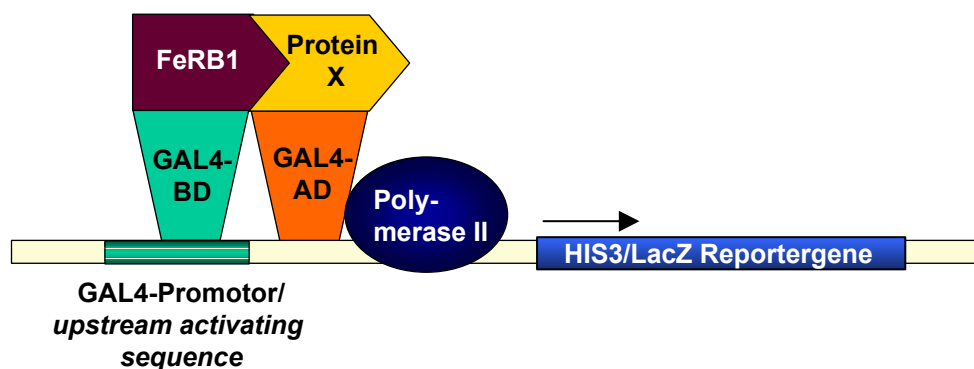 FeRB1
Protein
X
GAL4-
BD
GAL4-
AD
Poly-
merase II
HIS3/LacZ Reportergene
GAL4-Promotor/
upstream activating
sequence